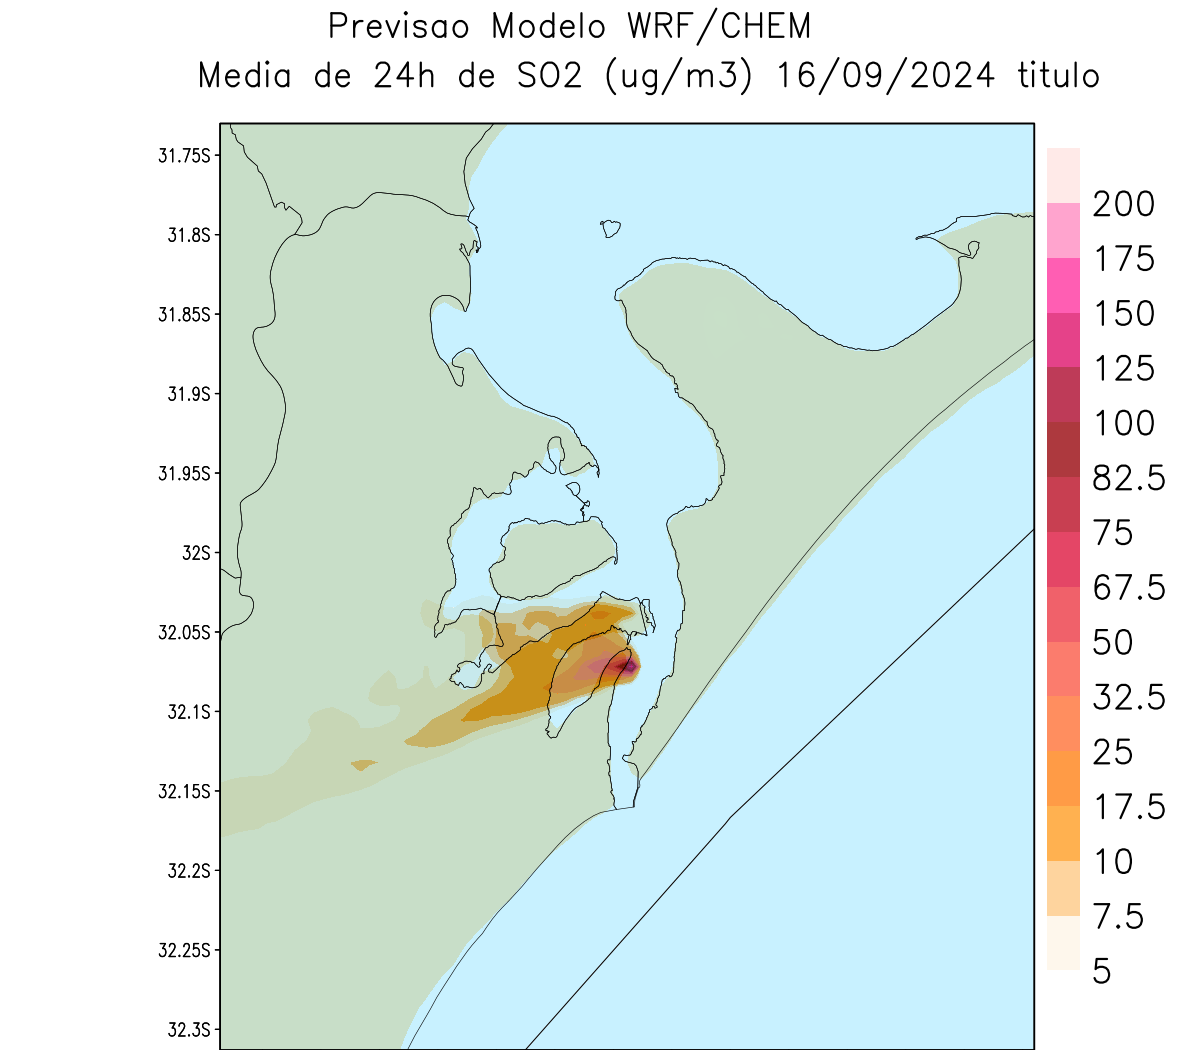 Previsao Modelo WRF/CHEM
Media de 24h de SO2 (ug/m3) 16/09/2024 titulo
31.75S
31.8S
31.85S
31.9S
31.95S
32S
32.05S
32.1S
32.15S
32.2S
32.25S
32.3S
200
175
150
125
100
82.5
75
67.5
50
32.5
25
17.5
10
7.5
5